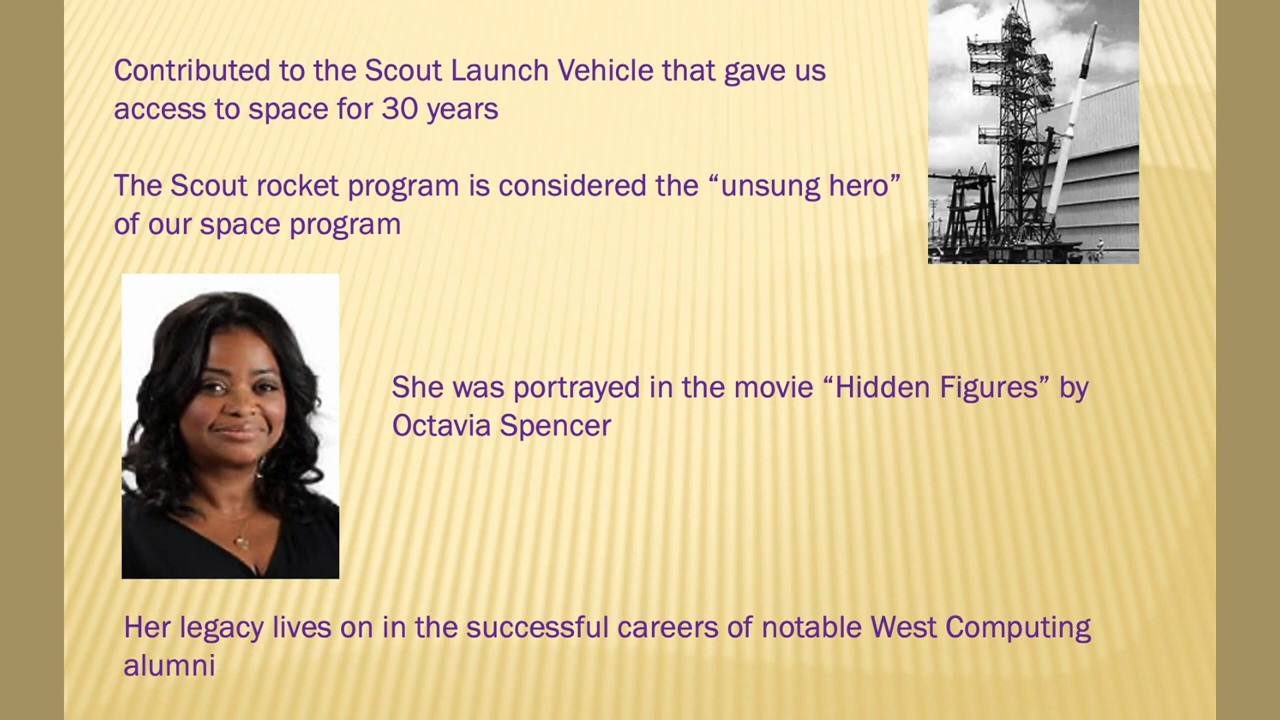 Contributed to the Scout Launch Vehicle that gave us
access to space for 30 years
The Scout rocket program is considered the “unsung hero”
of our space program
She was portrayed in the movie “Hidden Figures” by
Octavia Spencer
Her legacy lives on in the successful careers of notable West Computing
alumni